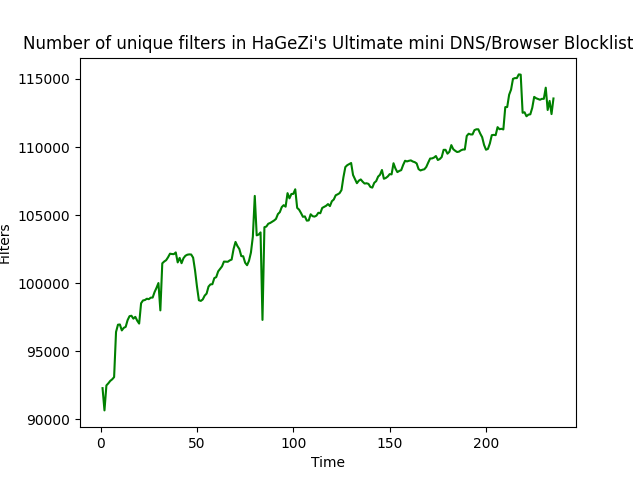 Number of unique filters in HaGeZi's Ultimate mini DNS/Browser Blocklist
115000
110000
105000
100000
95000
90000
Filters
0 50 100 150 200
Time